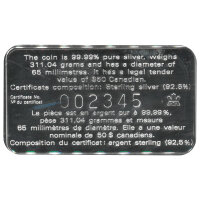 The coin is 99.99% pure silver, weighs
311.04 grams and has a diameter of
65 millimetres. It has a legal tender
value of $50 Canadian.
Certificate composition: Sterling silver (92.5%)
Certificate No.
Nº du certificat
002345
Le pièce est en argent pur à 99,99%,
pèse 311,04 grammes et mesure
65 millimètres de diamètre. Elle a une valeur
nominale de 50 $ canadiens.
Composition du certificat: argent sterling (92,5%)